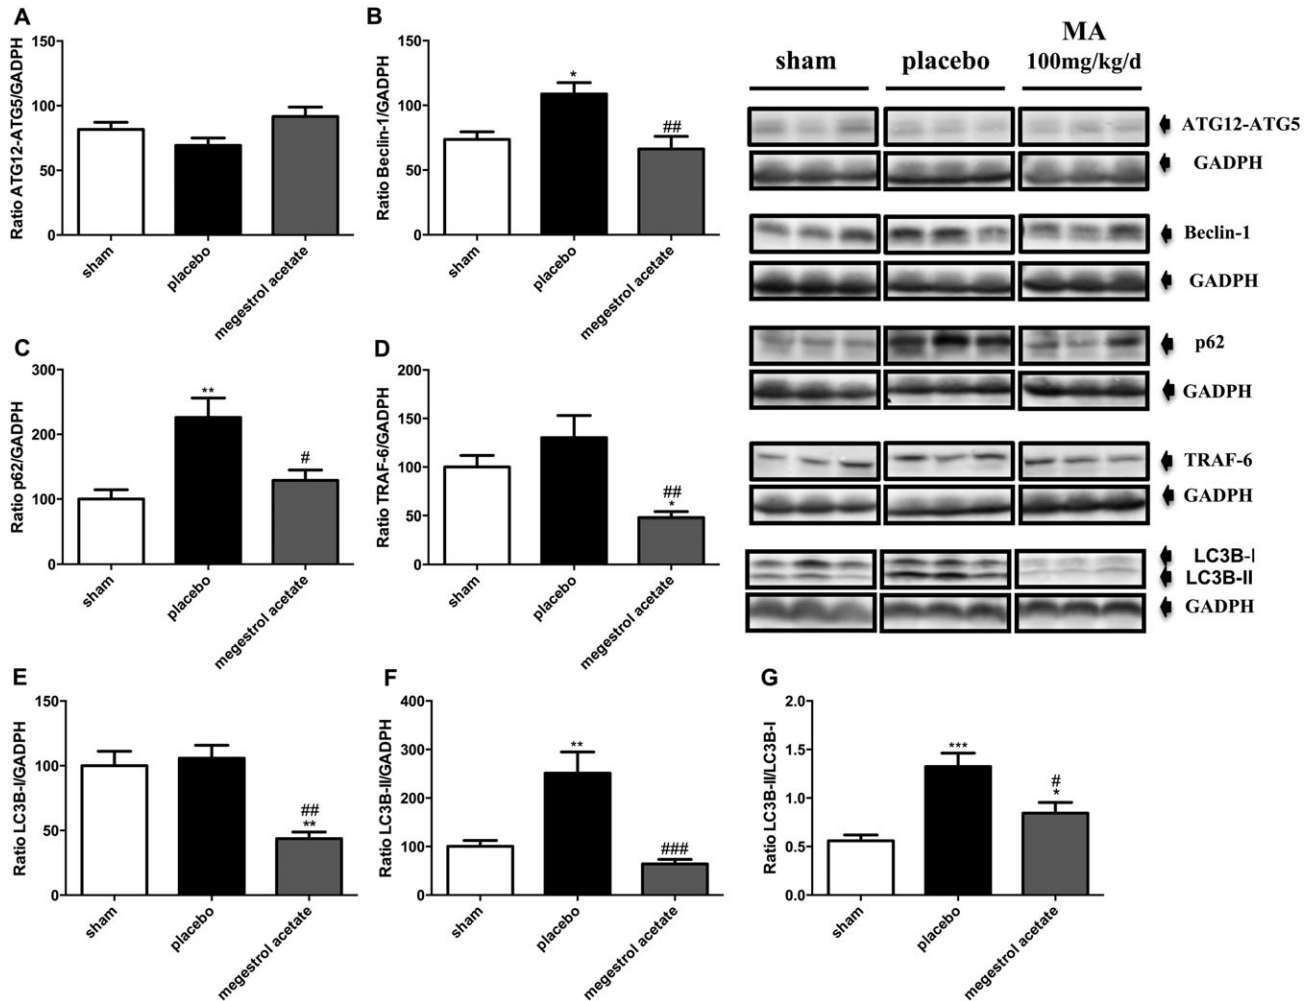 A
Ratio ATG12-ATG5/GADPH
150
100
50
0
sham
placebo
megestrol acetate
B
Ratio Beclin-1/GADPH
150
100
50
0
*
##
sham
placebo
megestrol acetate
C
Ratio p62/GADPH
300
200
100
0
**
#
sham
placebo
megestrol acetate
D
Ratio TRAF-6/GADPH
200
150
100
50
0
##
*
sham
placebo
megestrol acetate
sham
placebo
MA
100mg/kg/d
ATG12-ATG5
GADPH
Beclin-1
GADPH
p62
GADPH
TRAF-6
GADPH
LC3B-I
LC3B-II
GADPH
E
Ratio LC3B-I/GADPH
150
100
50
0
##
**
sham
placebo
megestrol acetate
F
Ratio LC3B-II/GADPH
400
300
200
100
0
**
###
sham
placebo
megestrol acetate
G
Ratio LC3B-II/LC3B-I
2.0
1.5
1.0
0.5
0.0
***
#
*
sham
placebo
megestrol acetate